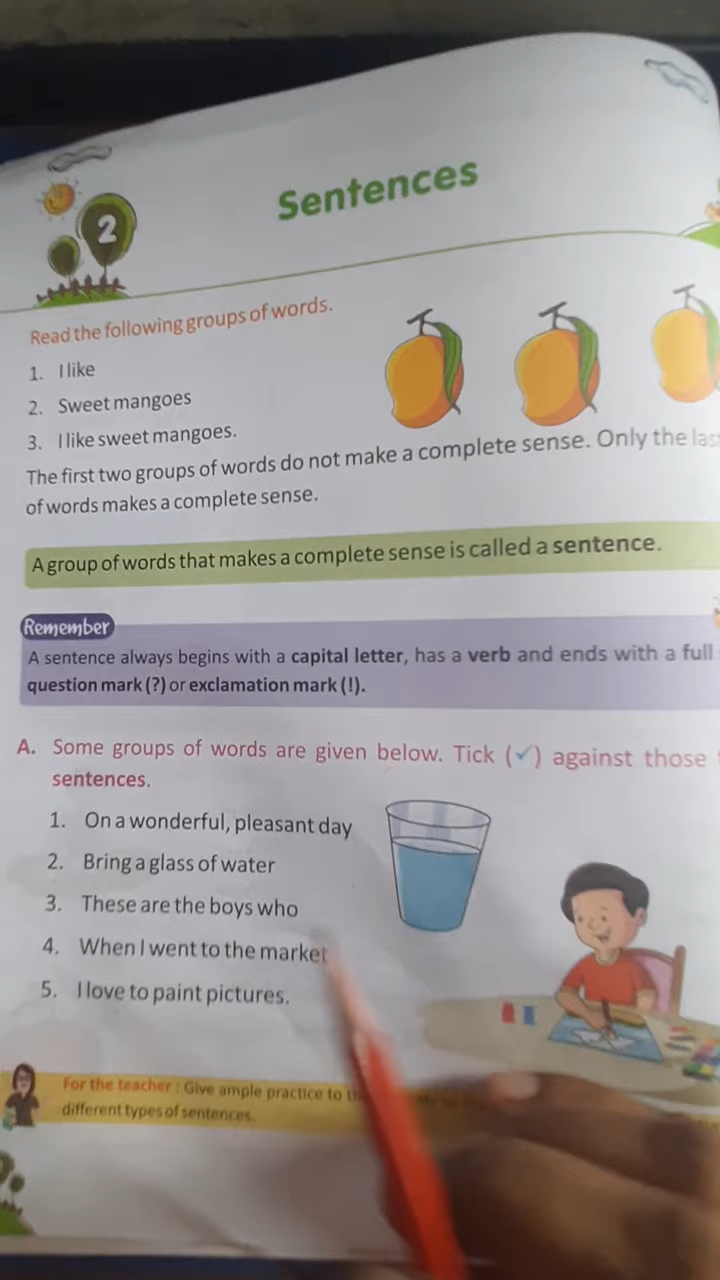 Sentences
2
Read the following groups of words.
1. I like
2. Sweet mangoes
3. I like sweet mangoes.
The first two groups of words do not make a complete sense. Only the
of words makes a complete sense.
A group of words that makes a complete sense is called a sentence.
Remember
A sentence always begins with a capital letter, has a verb and ends with a full
question mark (?) or exclamation mark (!).
A. Some groups of words are given below. Tick (✓) against those
sentences.
1. On a wonderful, pleasant day
2. Bring a glass of water
3. These are the boys who
4. When I went to the market
5. I love to paint pictures.
For the teacher : Give ample practice to
different types of sentences.